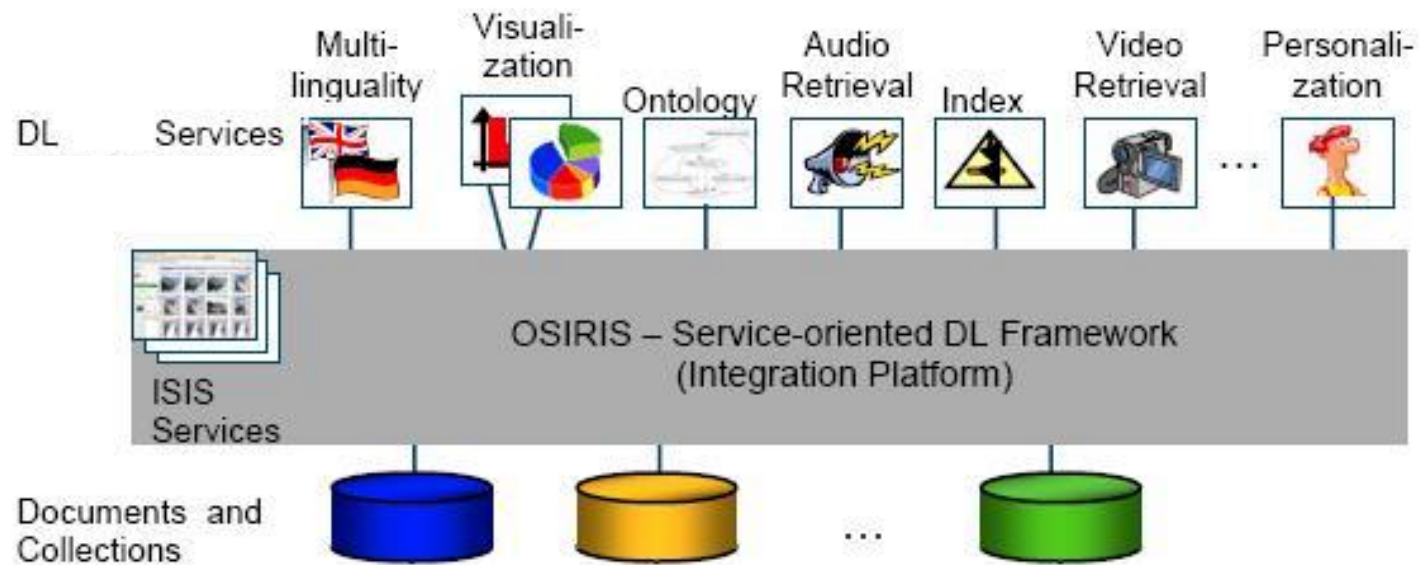 Multi-
linguality
Visuali-
zation
Ontology
Audio
Retrieval
Index
Video
Retrieval
Personali-
zation
DL Services
...
OSIRIS – Service-oriented DL Framework
(Integration Platform)
ISIS
Services
Documents and
Collections
...